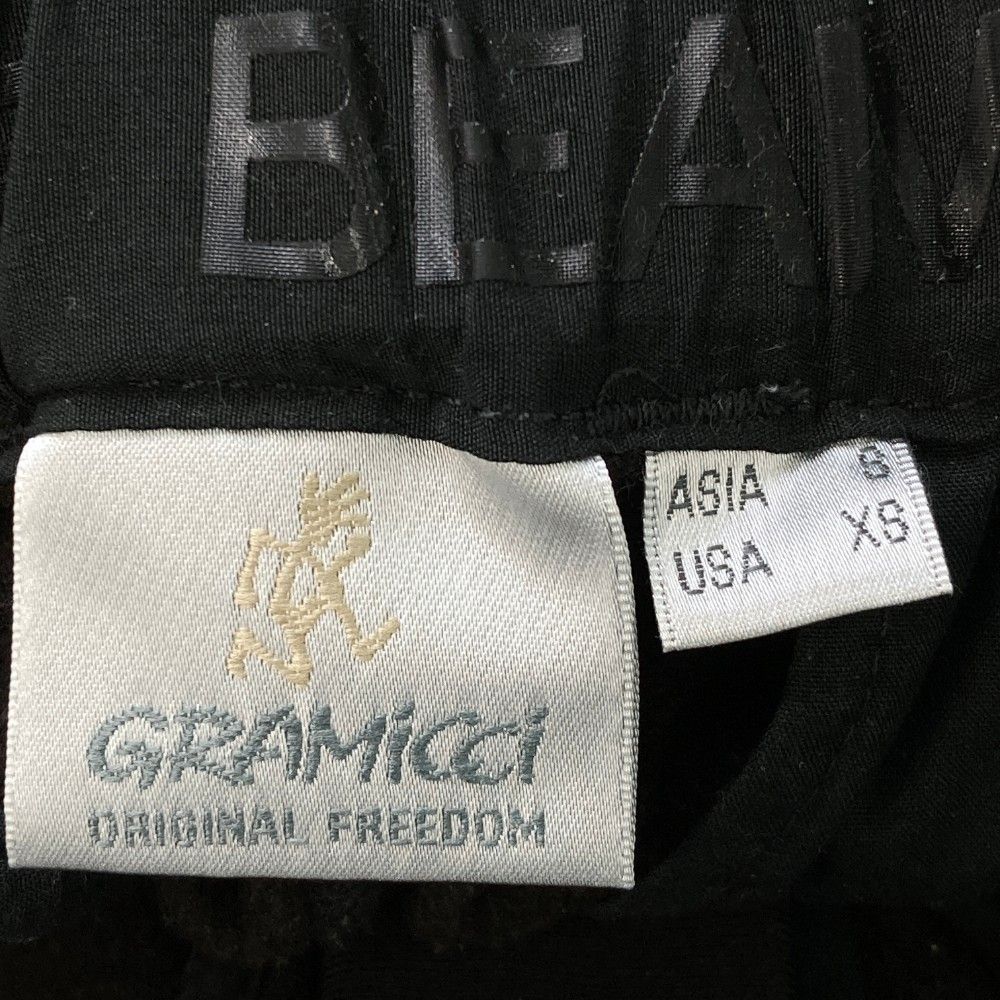 BEAM
GRAMICCI
ORIGINAL FREEDOM
ASIA S
USA XS